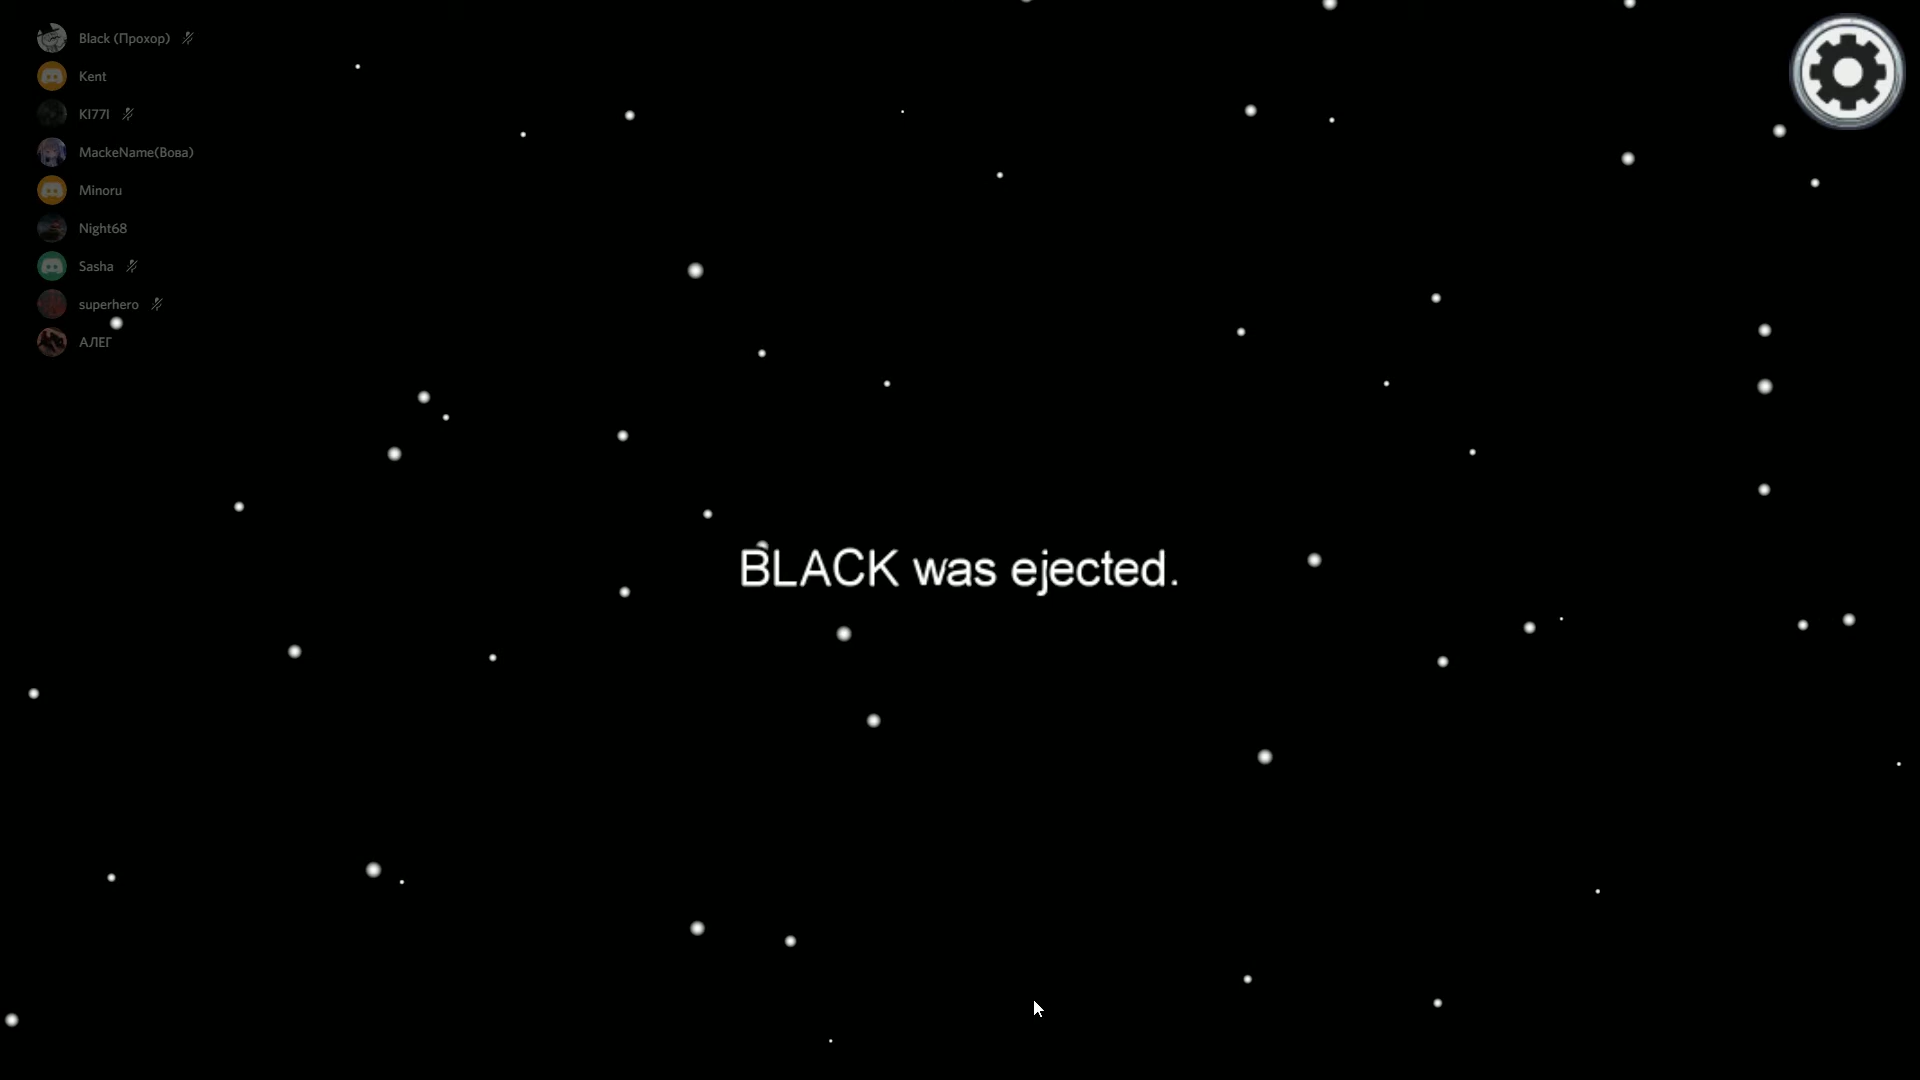 Black (Прохор)
Kent
KI77I
MackeName(Вова)
Minoru
Night68
Sasha
superhero
АЛЕГ
BLACK was ejected.